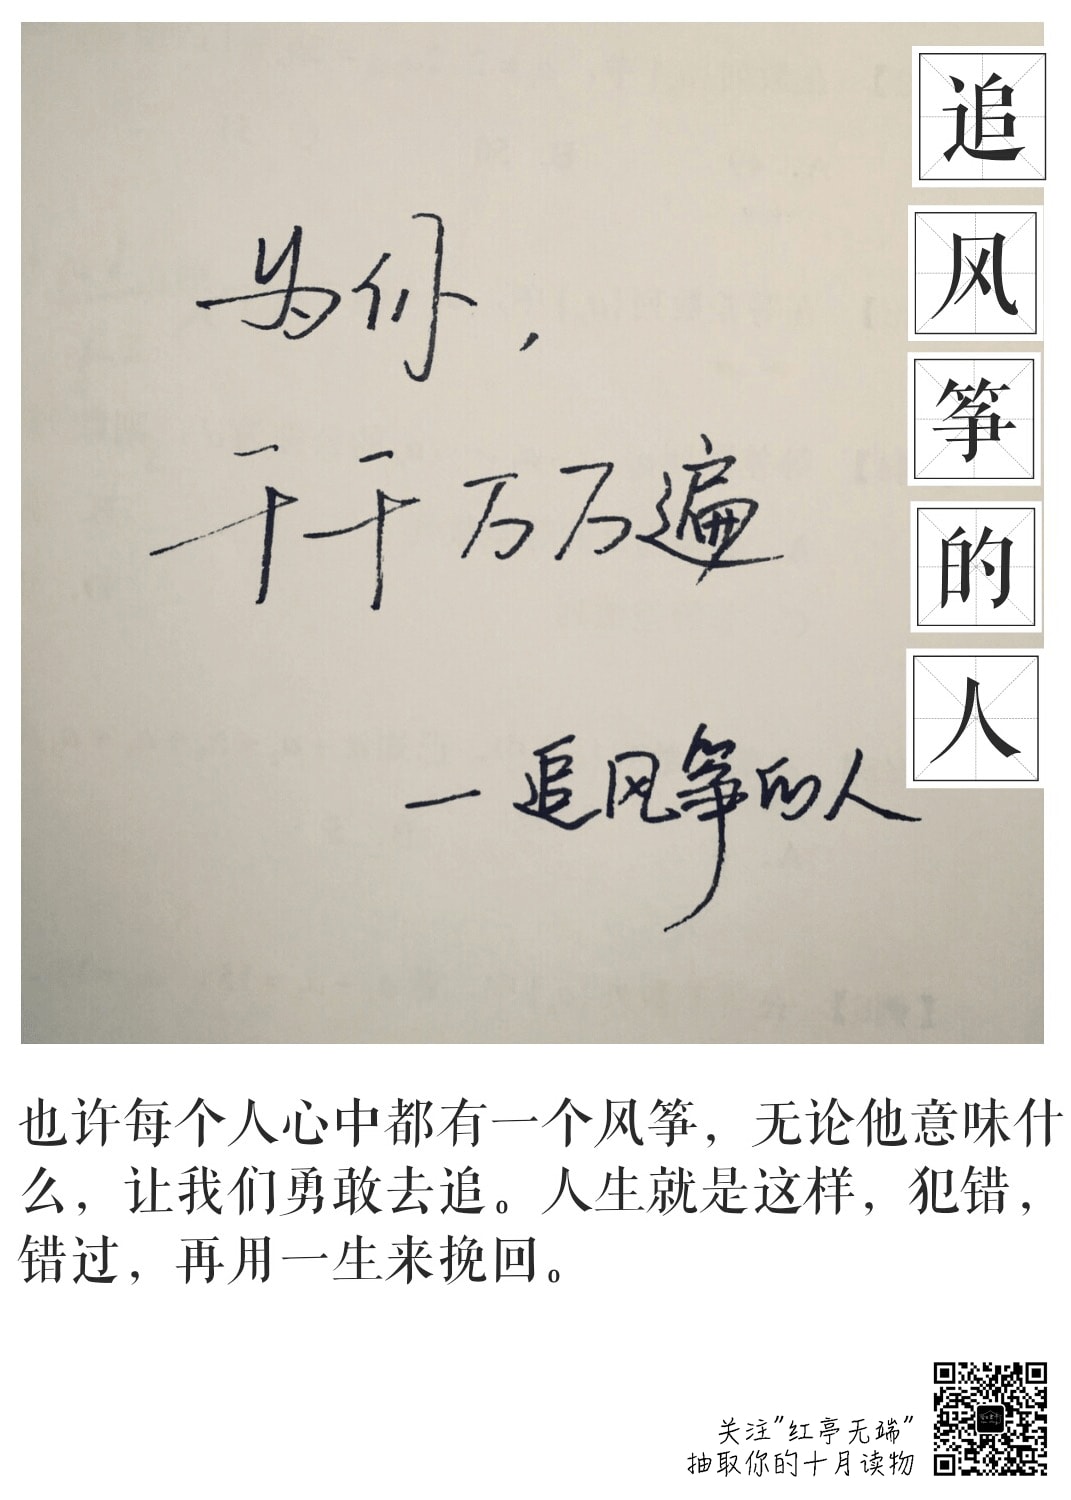 为你，
千千万万遍
—追风筝的人
追
风
筝
的
人
也许每个人心中都有一个风筝，无论他意味什
么，让我们勇敢去追。人生就是这样，犯错，
错过，再用一生来挽回。
关注"红亭无端"
抽取你的十月读物